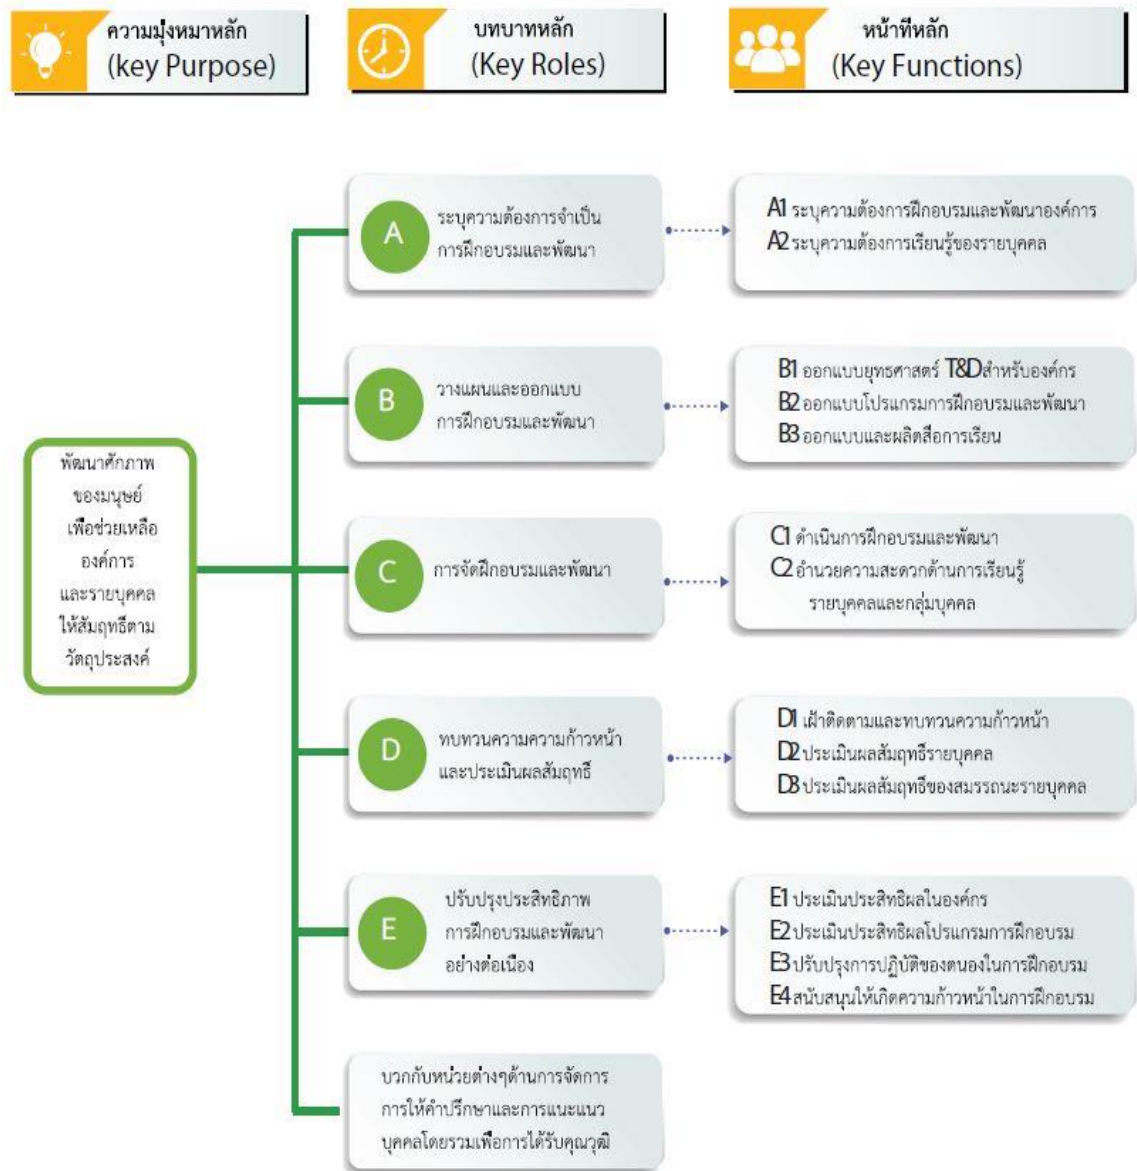 ความมุ่งหมาหลัก
(key Purpose)
บทบาทหลัก
(Key Roles)
หน้าที่หลัก
(Key Functions)
พัฒนาศักภาพ
ของมนุษย์
เพื่อช่วยเหลือ
องค์การ
และรายบุคคล
ให้สัมฤทธิ์ตาม
วัตถุประสงค์
A
ระบุความต้องการจำเป็น
การฝึกอบรมและพัฒนา
A1 ระบุความต้องการฝึกอบรมและพัฒนาองค์การ
A2 ระบุความต้องการเรียนรู้ของรายบุคคล
B
วางแผนและออกแบบ
การฝึกอบรมและพัฒนา
B1 ออกแบบยุทธศาสตร์ T&D สำหรับองค์กร
B2 ออกแบบโปรแกรมการฝึกอบรมและพัฒนา
B3 ออกแบบและผลิตสื่อการเรียน
C
การจัดฝึกอบรมและพัฒนา
C1 ดำเนินการฝึกอบรมและพัฒนา
C2 อำนวยความสะดวกด้านการเรียนรู้
รายบุคคลและกลุ่มบุคคล
D
ทบทวนความความก้าวหน้า
และประเมินผลสัมฤทธิ์
D1 เฝ้าติดตามและทบทวนความก้าวหน้า
D2 ประเมินผลสัมฤทธิ์รายบุคคล
D3 ประเมินผลสัมฤทธิ์ของสมรรถนะรายบุคคล
E
ปรับปรุงประสิทธิภาพ
การฝึกอบรมและพัฒนา
อย่างต่อเนื่อง
E1 ประเมินประสิทธิผลในองค์กร
E2 ประเมินประสิทธิผลโปรแกรมการฝึกอบรม
E3 ปรับปรุงการปฏิบัติของตนองในการฝึกอบรม
E4 สนับสนุนให้เกิดความก้าวหน้าในการฝึกอบรม
บวกกับหน่วยต่างๆด้านการจัดการ
การให้คำปรึกษาและการแนะแนว
บุคคลโดยรวมเพื่อการได้รับคุณวุฒิ